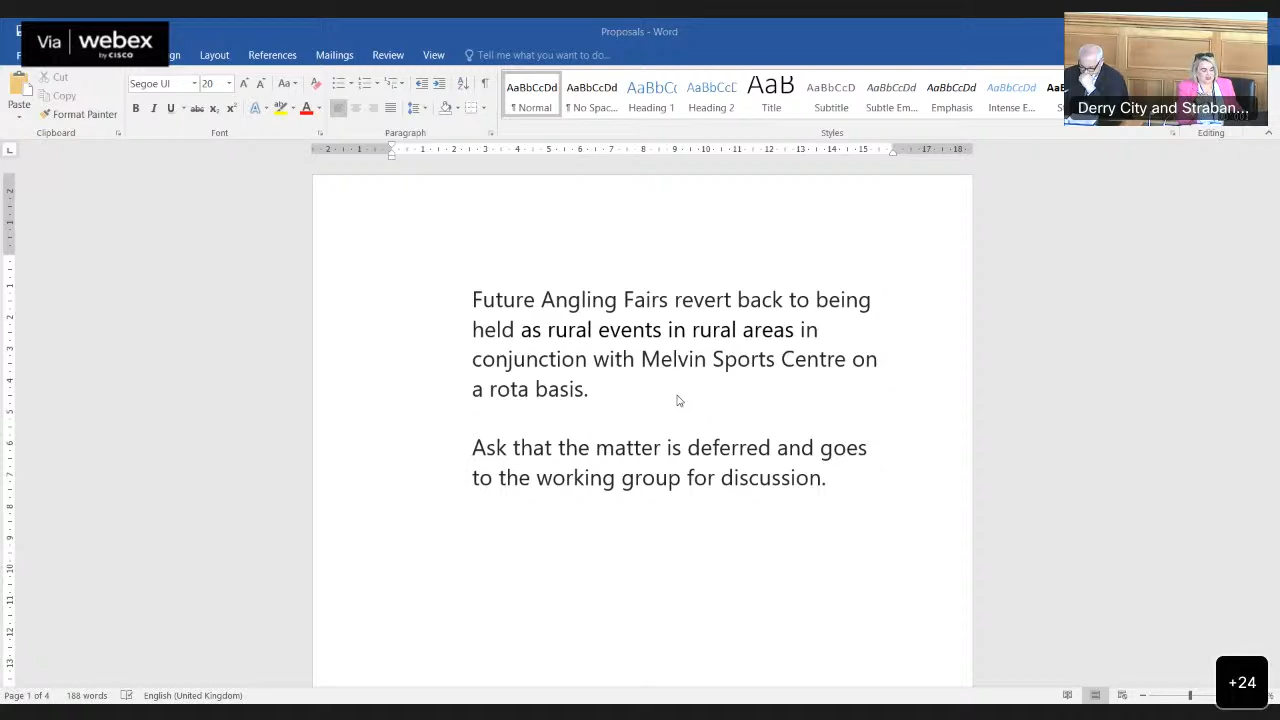 Via webex
by CISCO
Proposals - Word
Layout References Mailings Review View Tell me what you want to do...
Cut
Copy
Format Painter
Paste
Segoe UI 20
AaBbCcDd AaBbCcDd AaBbC AaBbCcE AaB AaBbCcD AaBbCcDd AaBbCcDd AaBbCcDd
¶ Normal ¶ No Spac... Heading 1 Heading 2 Title Subtitle Subtle Em... Emphasis Intense E...
Clipboard Font Paragraph Styles Editing
Derry City and Straban...
Future Angling Fairs revert back to being
held as rural events in rural areas in
conjunction with Melvin Sports Centre on
a rota basis.
Ask that the matter is deferred and goes
to the working group for discussion.
Page 1 of 4 188 words English (United Kingdom)
+24